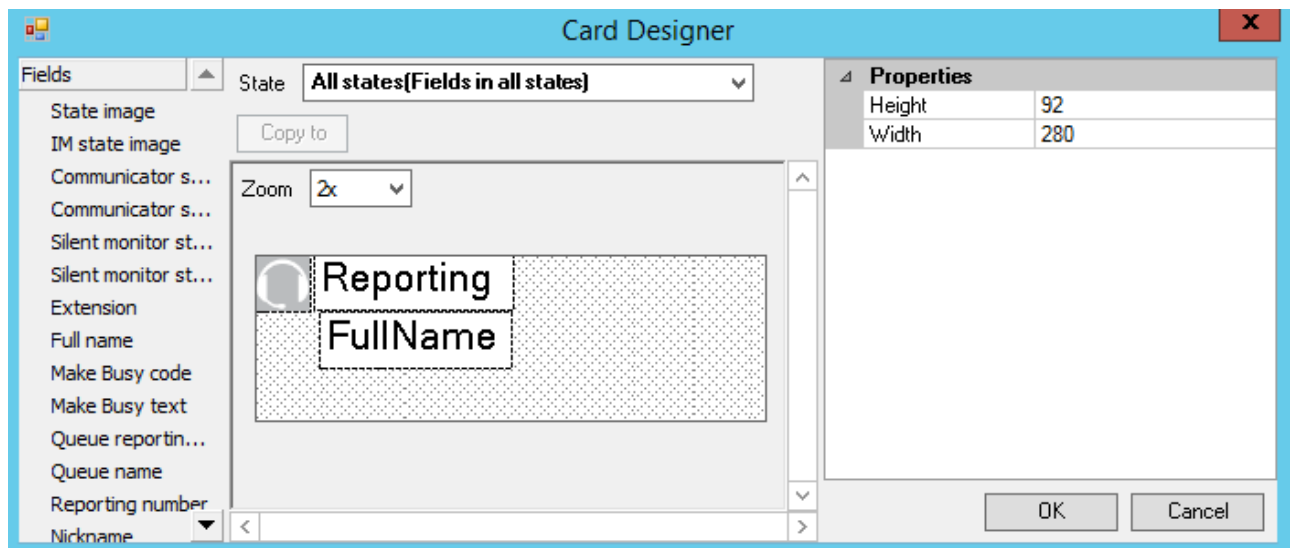 Card Designer
x
Fields
State image
IM state image
Communicator s...
Communicator s...
Silent monitor st...
Silent monitor st...
Extension
Full name
Make Busy code
Make Busy text
Queue reportin...
Queue name
Reporting number
Nickname
State All states(Fields in all states)
Copy to
Zoom 2x
Reporting
FullName
Properties
Height 92
Width 280
OK Cancel